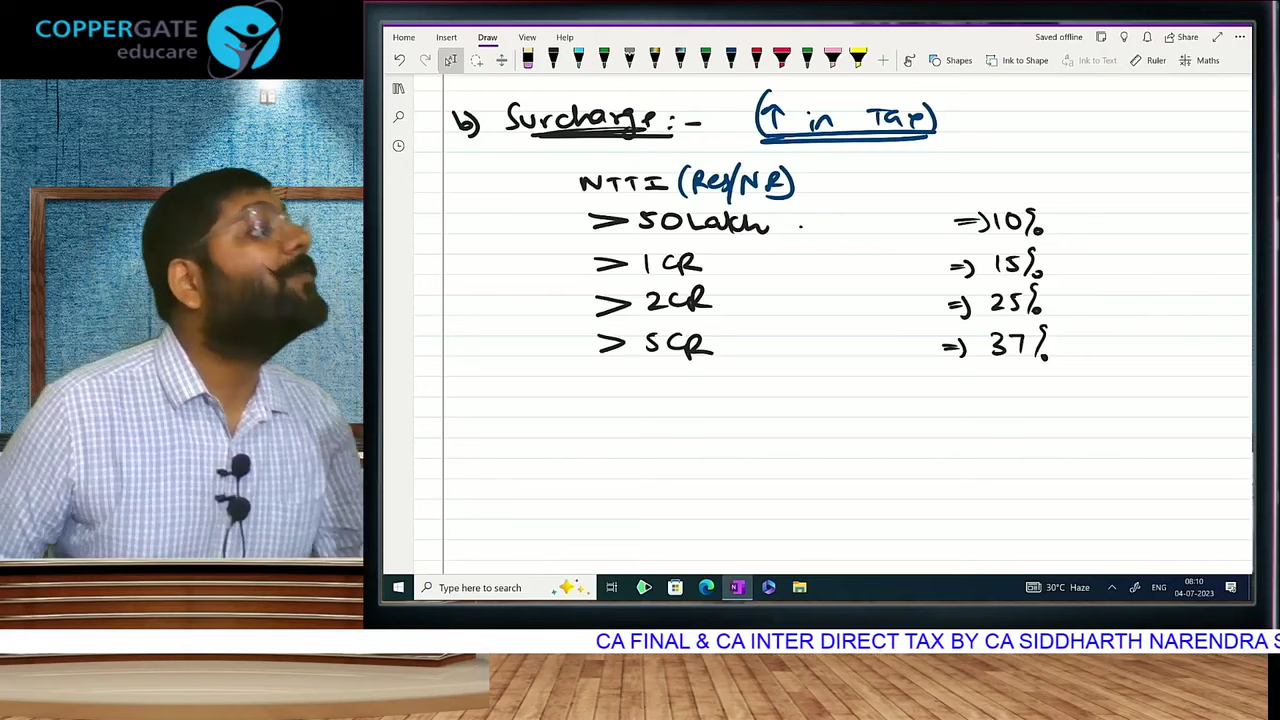 COPPERGATE
educare
Home Insert Draw View Help
Saved offline
Share
Shapes
Ink to Shape
Ink to Text
Ruler
Maths
b) Surcharge:- (↑ in Tax)
NTTI (Res/NR)
> 50 Lakh => 10%
> 1 CR => 15%
> 2 CR => 25%
> 5 CR => 37%
Type here to search
30°C Haze
ENG
08:10
04-07-2023
CA FINAL & CA INTER DIRECT TAX BY CA SIDDHARTH NARENDRA S